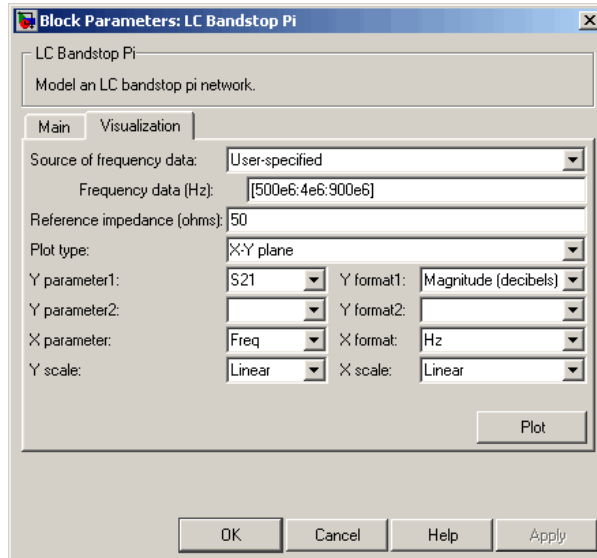 Block Parameters: LC Bandstop Pi
LC Bandstop Pi
Model an LC bandstop pi network.
Main Visualization
Source of frequency data: User-specified
Frequency data (Hz): [500e6:4e6:900e6]
Reference impedance (ohms): 50
Plot type: X-Y plane
Y parameter1: S21 Y format1: Magnitude (decibels)
Y parameter2: Y format2:
X parameter: Freq X format: Hz
Y scale: Linear X scale: Linear
Plot
OK Cancel Help Apply